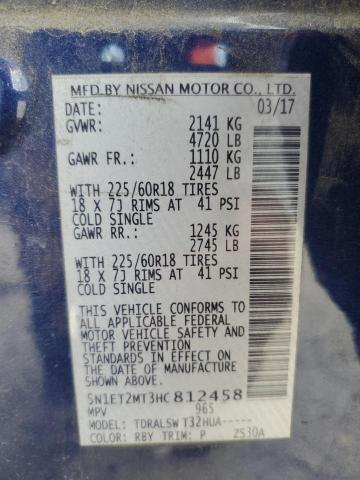 MFD.BY NISSAN MOTOR CO., LTD.
DATE: 03/17
GVWR: 2141 KG
4720 LB
GAWR FR.: 1110 KG
2447 LB
WITH 225/60R18 TIRES
18 X 7J RIMS AT 41 PSI
COLD SINGLE
GAWR RR.: 1245 KG
2745 LB
WITH 225/60R18 TIRES
18 X 7J RIMS AT 41 PSI
COLD SINGLE
THIS VEHICLE CONFORMS TO
ALL APPLICABLE FEDERAL
MOTOR VEHICLE SAFETY AND
THEFT PREVENTION
STANDARDS IN EFFECT ON
THE DATE OF MANUFACTURE
SHOWN ABOVE.
5N1ET2MT3HC812458
MPV 965
MODEL: TDRALSW T32HUA-----
COLOR: RBY TRIM: P 2530A